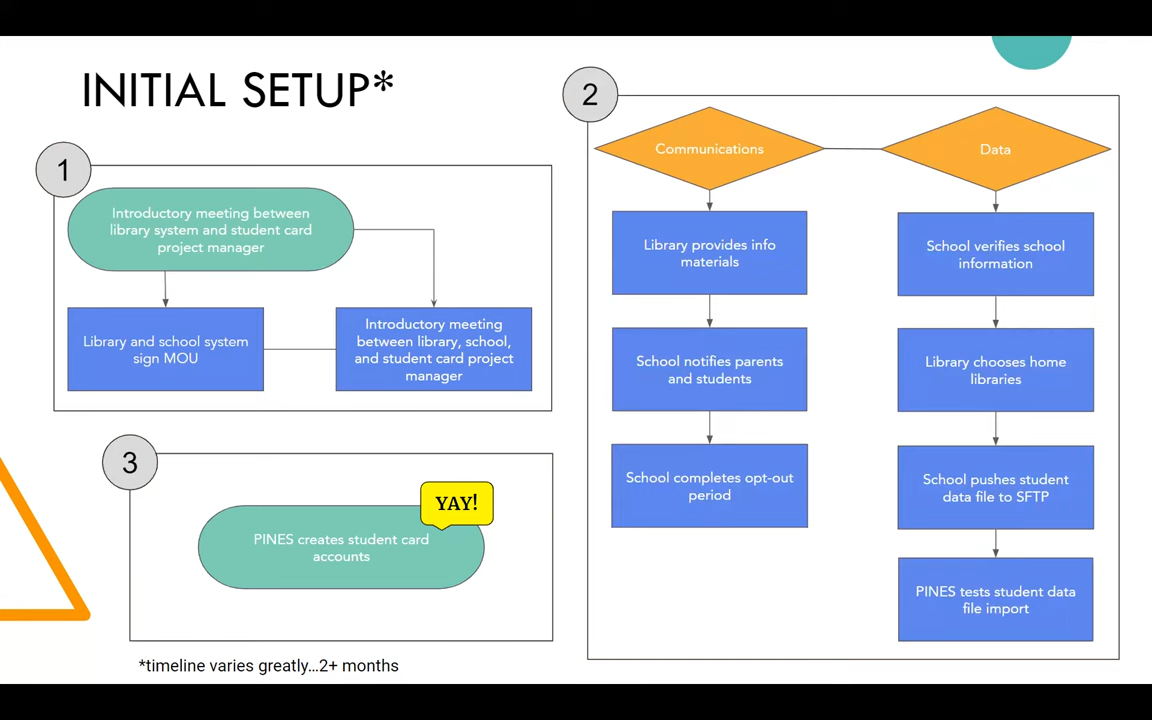 INITIAL SETUP*
1
Introductory meeting between
library system and student card
project manager
Library and school system
sign MOU
Introductory meeting
between library, school,
and student card project
manager
2
Communications
Library provides info
materials
School notifies parents
and students
School completes opt-out
period
Data
School verifies school
information
Library chooses home
libraries
School pushes student
data file to SFTP
PINES tests student data
file import
3
YAY!
PINES creates student card
accounts
*timeline varies greatly...2+ months